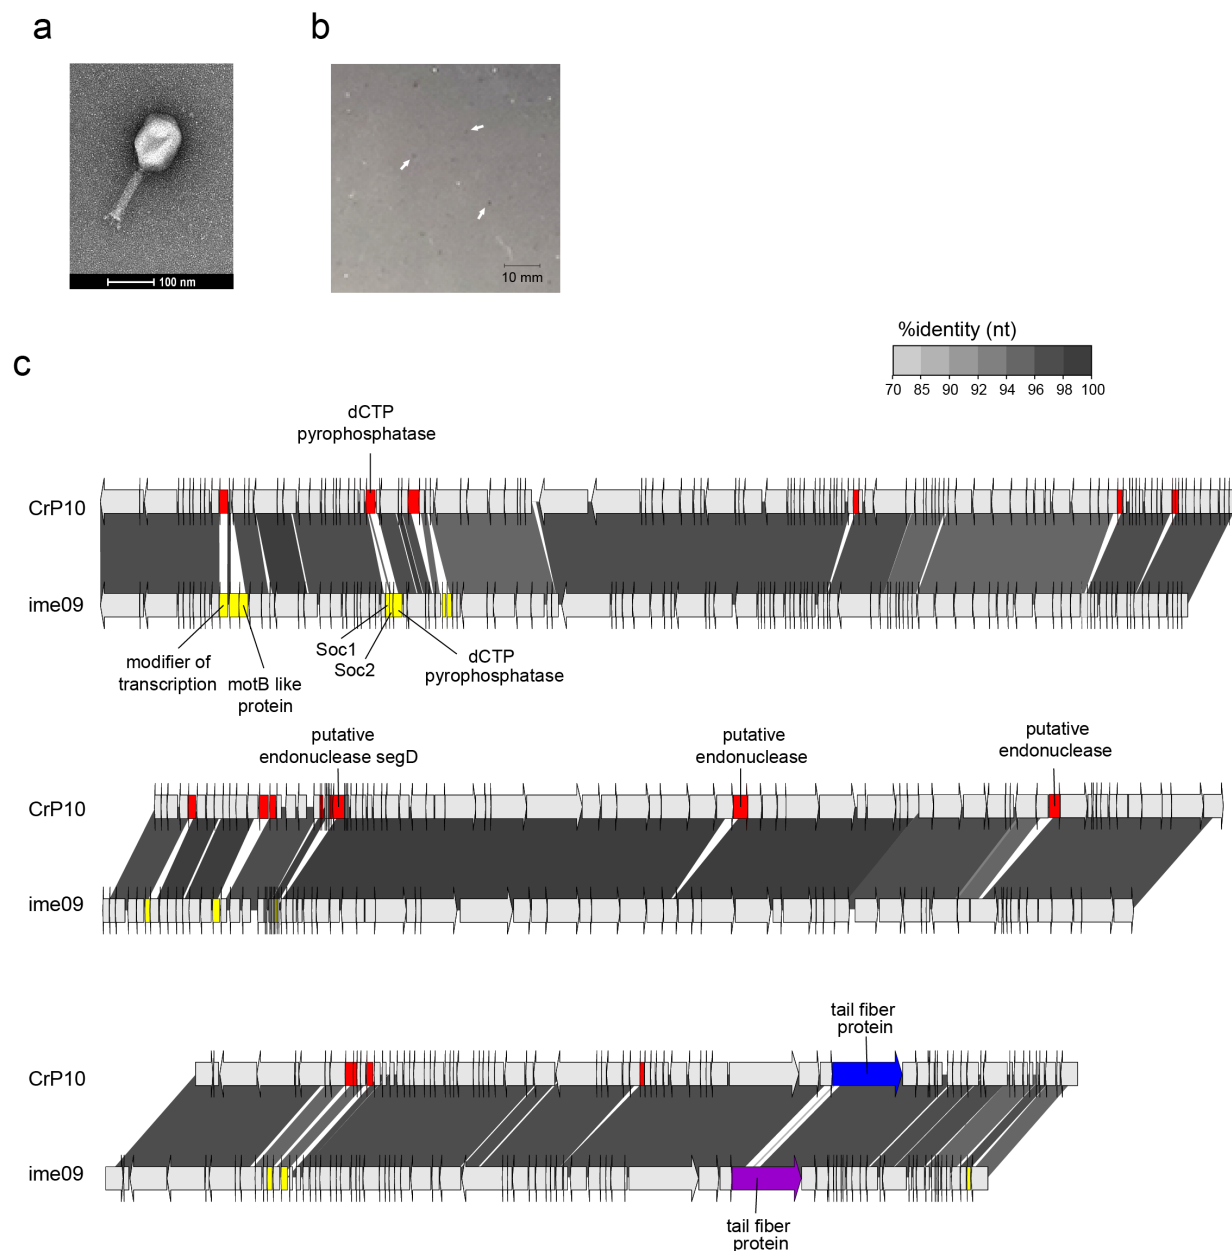 a
b
100 nm
10 mm
%identity (nt)
70 85 90 92 94 96 98 100
c
dCTP
pyrophosphatase
CrP10
ime09
modifier of
transcription
motB like
protein
Soc1
Soc2
dCTP
pyrophosphatase
putative
endonuclease segD
putative
endonuclease
putative
endonuclease
CrP10
ime09
tail fiber
protein
CrP10
ime09
tail fiber
protein